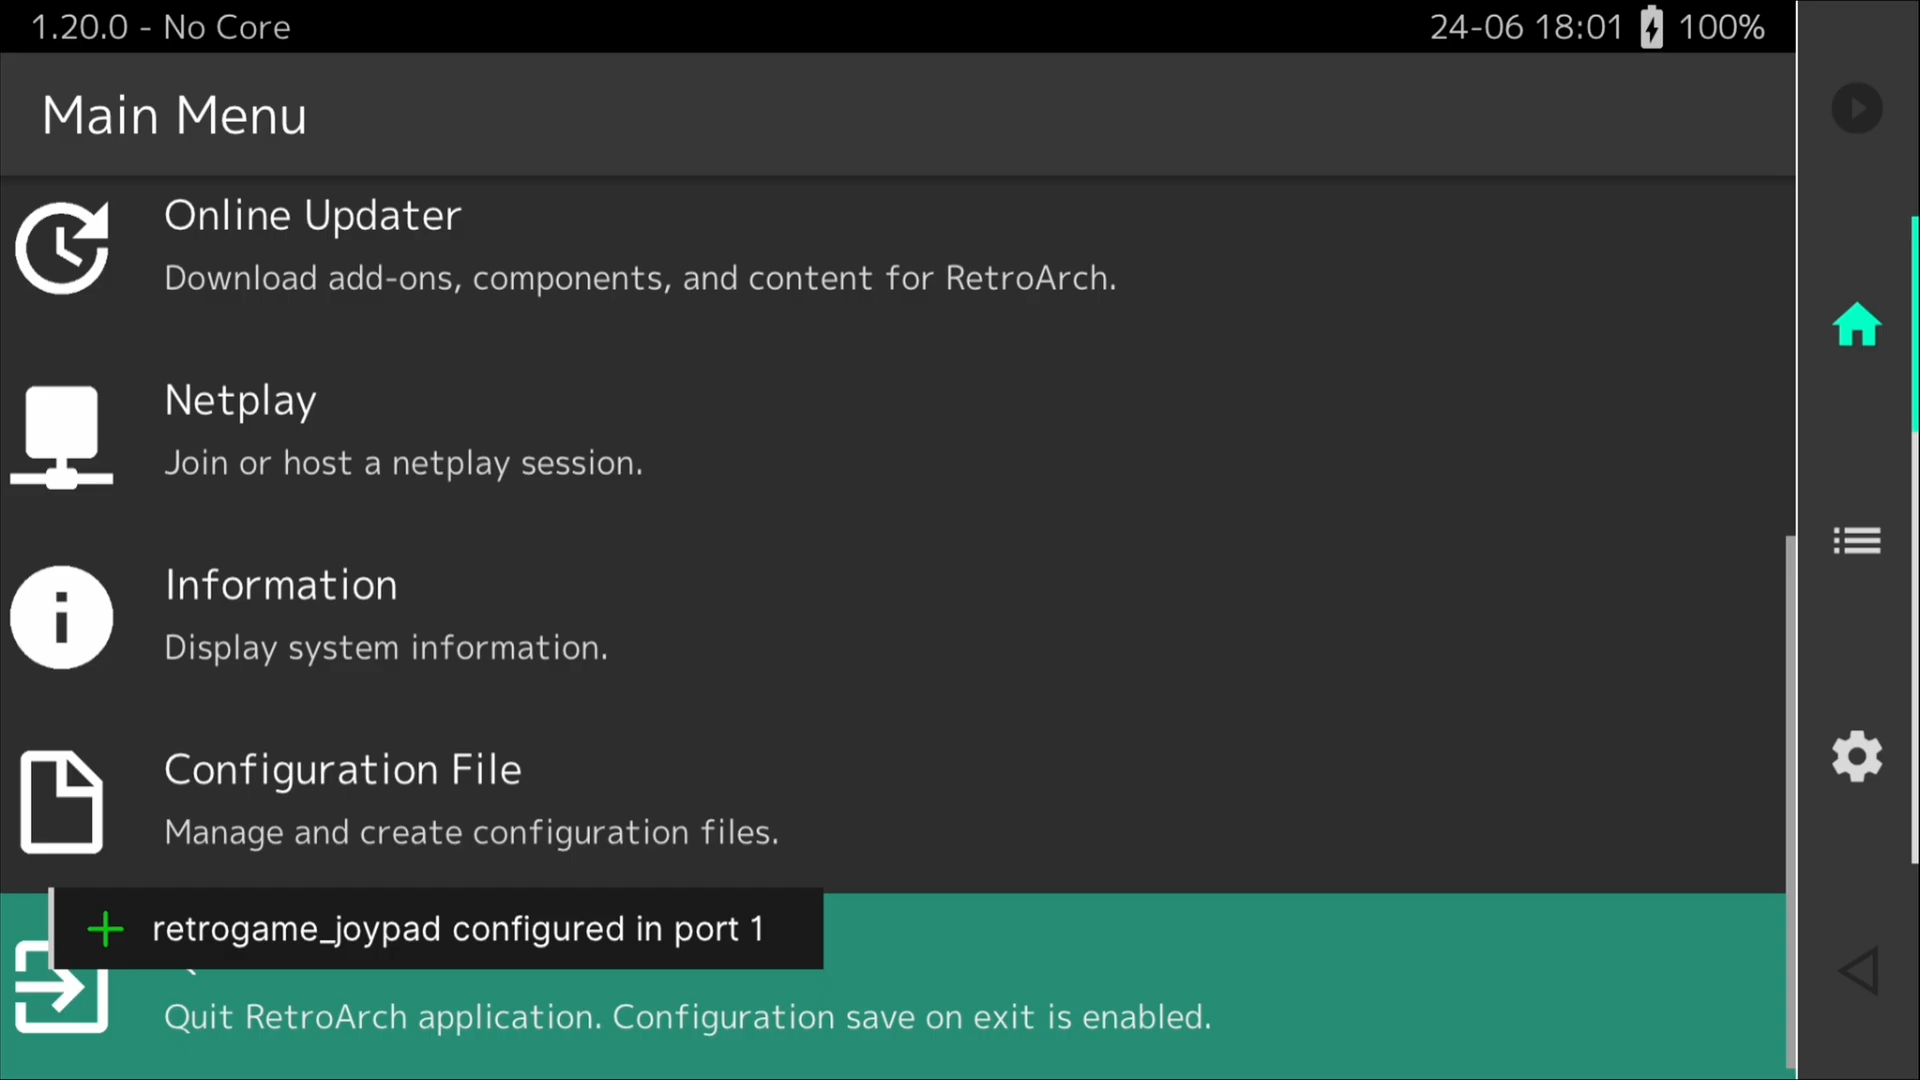 1.20.0 - No Core
24-06 18:01 100%
Main Menu
Online Updater
Download add-ons, components, and content for RetroArch.
Netplay
Join or host a netplay session.
Information
Display system information.
Configuration File
Manage and create configuration files.
retrogame_joypad configured in port 1
Quit RetroArch application. Configuration save on exit is enabled.